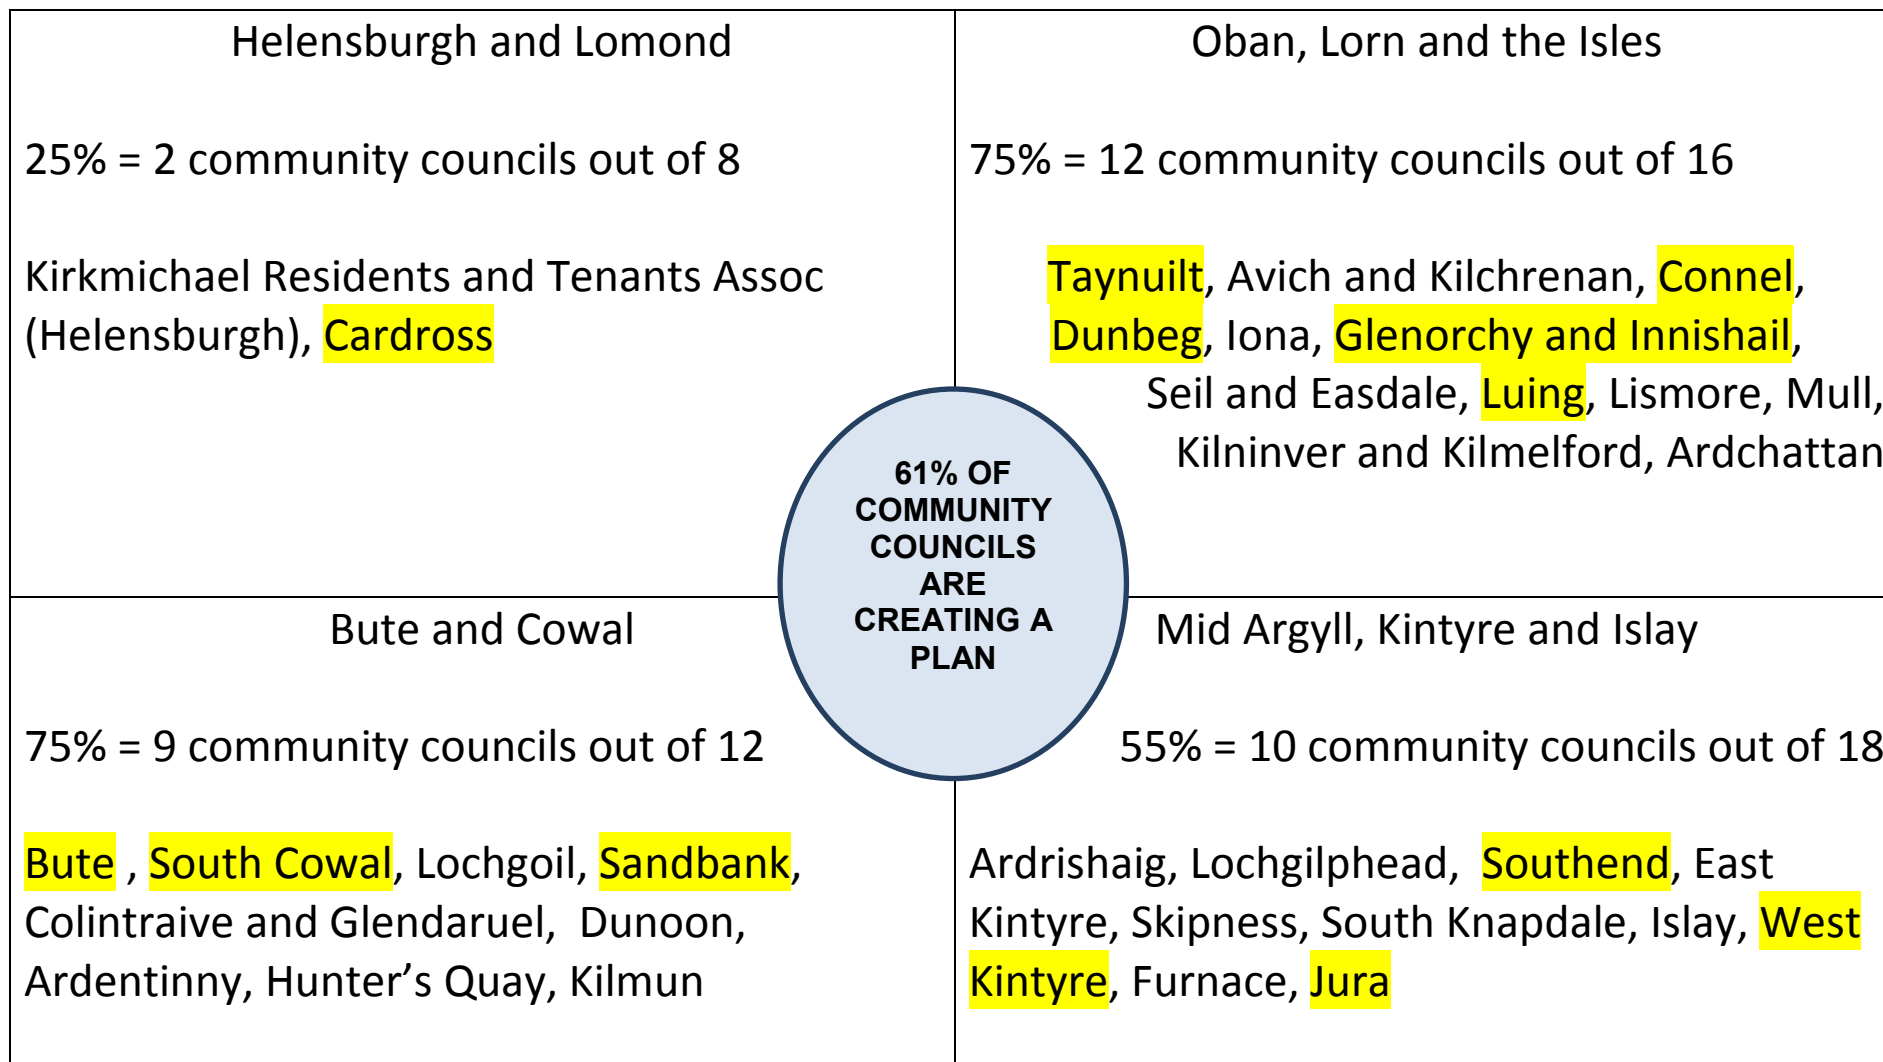 Helensburgh and Lomond
25% = 2 community councils out of 8
Kirkmichael Residents and Tenants Assoc
(Helensburgh), Cardross
Oban, Lorn and the Isles
75% = 12 community councils out of 16
Taynuilt, Avich and Kilchrenan, Connel,
Dunbeg, Iona, Glenorchy and Innishail,
Seil and Easdale, Luing, Lismore, Mull,
Kilninver and Kilmelford, Ardchattan
61% OF
COMMUNITY
COUNCILS
ARE
CREATING A
PLAN
Bute and Cowal
75% = 9 community councils out of 12
Bute , South Cowal, Lochgoil, Sandbank,
Colintraive and Glendaruel,  Dunoon,
Ardentinny, Hunter’s Quay, Kilmun
Mid Argyll, Kintyre and Islay
55% = 10 community councils out of 18
Ardrishaig, Lochgilphead,  Southend, East
Kintyre, Skipness, South Knapdale, Islay, West
Kintyre, Furnace, Jura